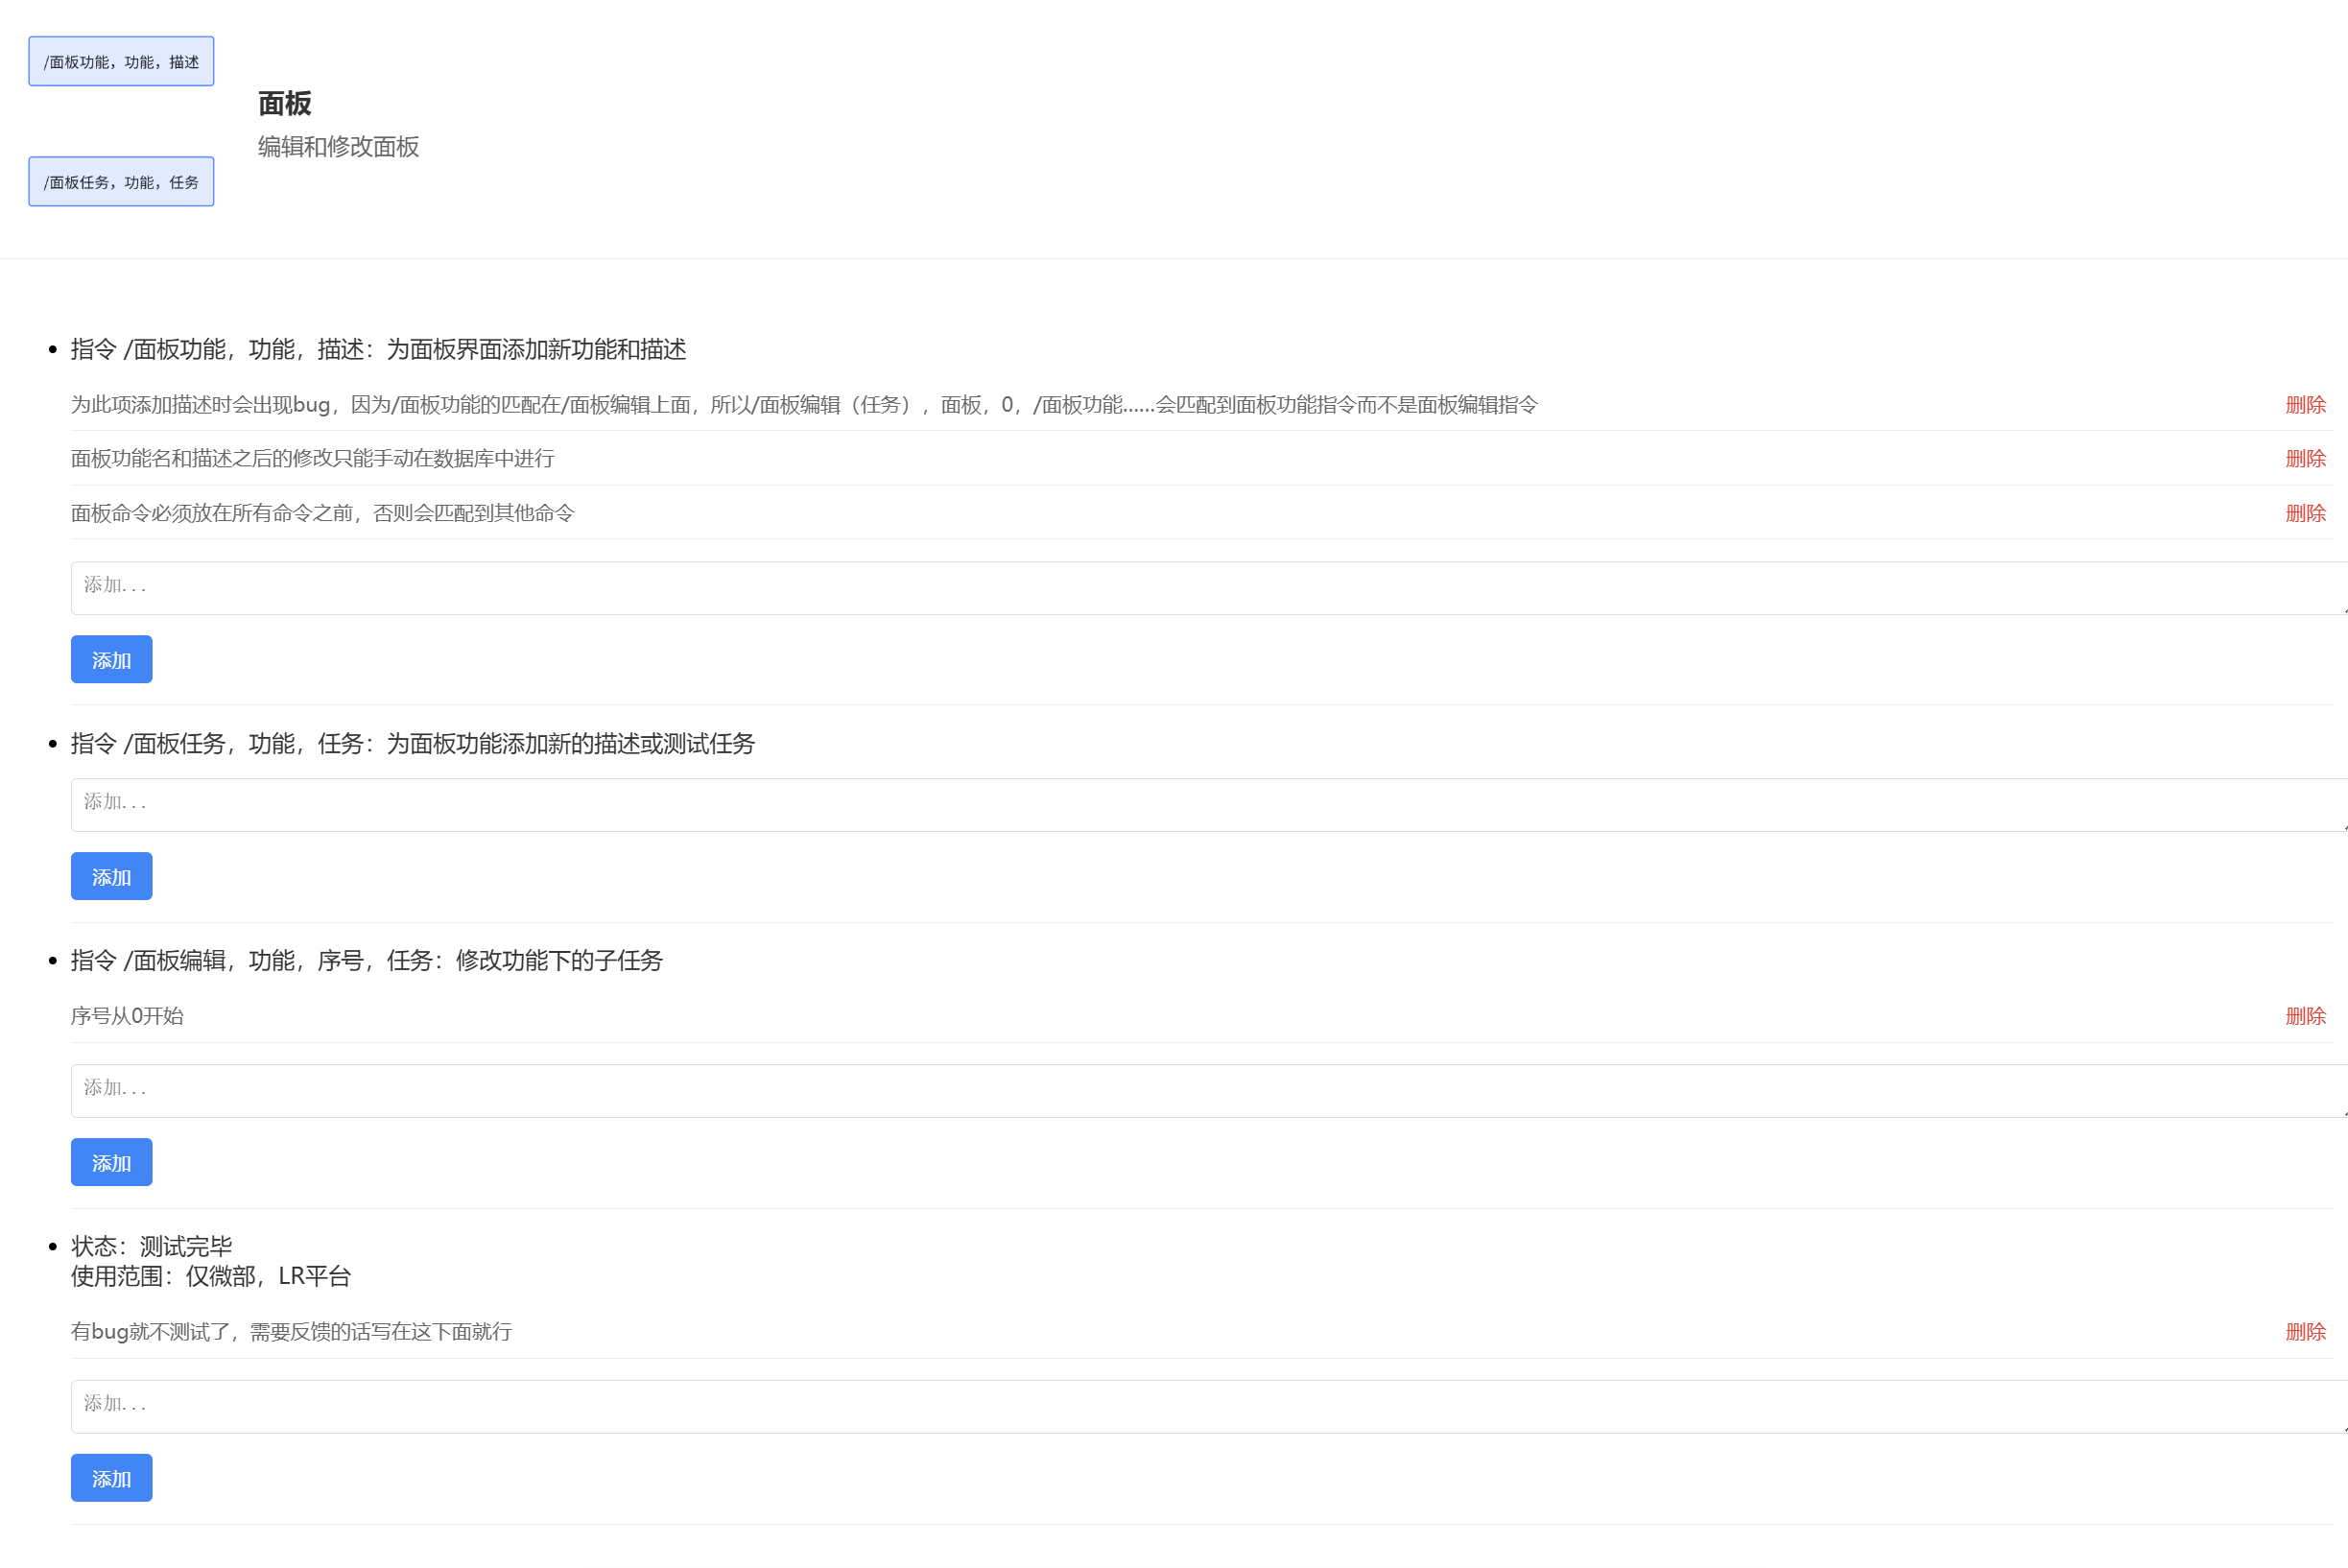 /面板功能，功能，描述
/面板任务，功能，任务
面板
编辑和修改面板
指令 /面板功能，功能，描述：为面板界面添加新功能和描述
为此项添加描述时会出现bug，因为/面板功能的匹配在/面板编辑上面，所以/面板编辑（任务），面板，0，/面板功能……会匹配到面板功能指令而不是面板编辑指令
删除
面板功能名和描述之后的修改只能手动在数据库中进行
删除
面板命令必须放在所有命令之前，否则会匹配到其他命令
删除
添加...
添加
指令 /面板任务，功能，任务：为面板功能添加新的描述或测试任务
添加...
添加
指令 /面板编辑，功能，序号，任务：修改功能下的子任务
序号从0开始
删除
添加...
添加
状态：测试完毕
使用范围：仅微部，LR平台
有bug就不测试了，需要反馈的话写在这下面就行
删除
添加...
添加